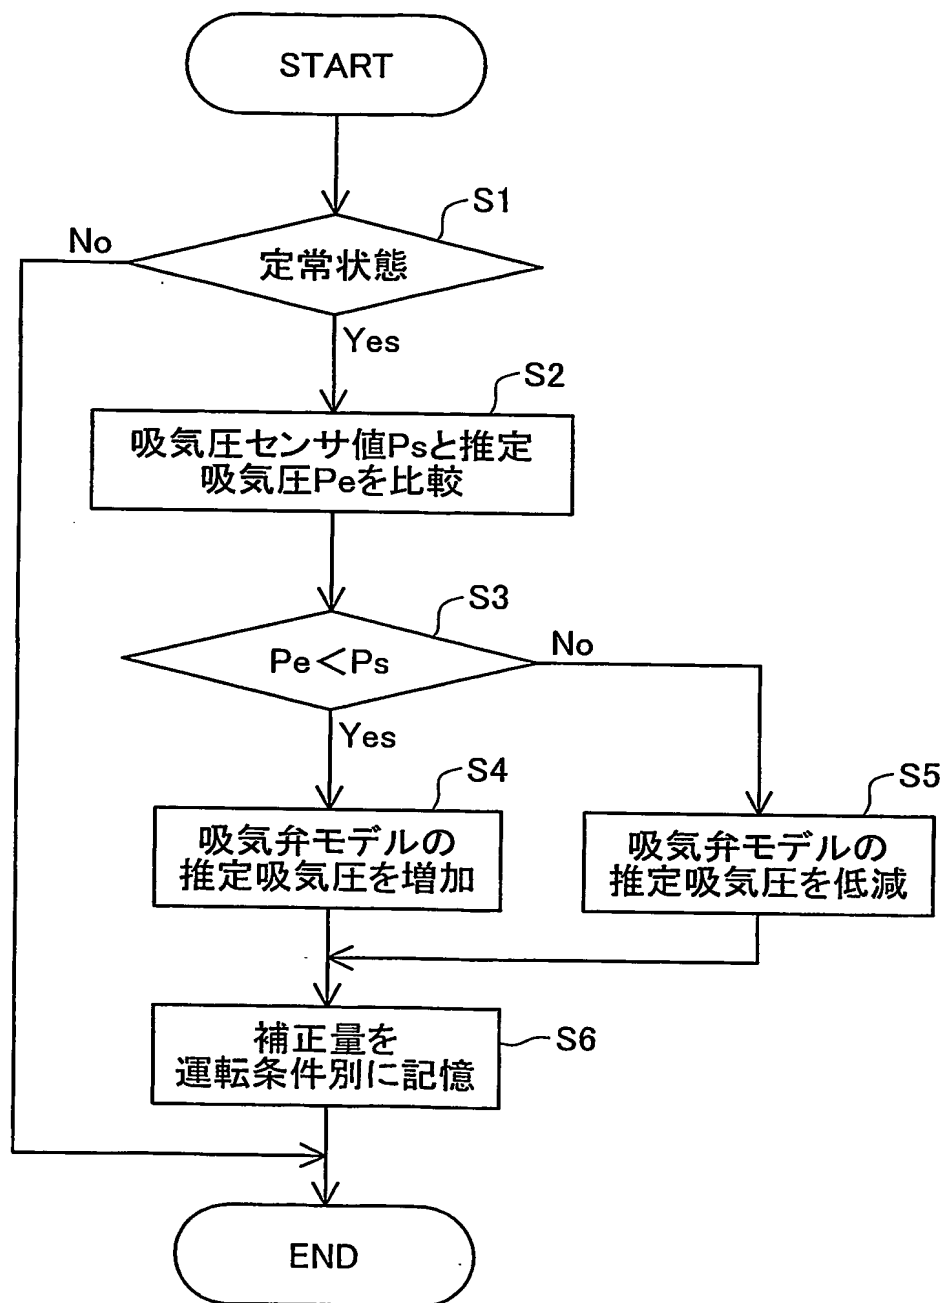 START
S1
No
定常状態
Yes
S2
吸気圧センサ値Psと推定
吸気圧Peを比較
S3
Pe＜Ps
No
Yes
S4
吸気弁モデルの
推定吸気圧を増加
S5
吸気弁モデルの
推定吸気圧を低減
補正量を
運転条件別に記憶
S6
END